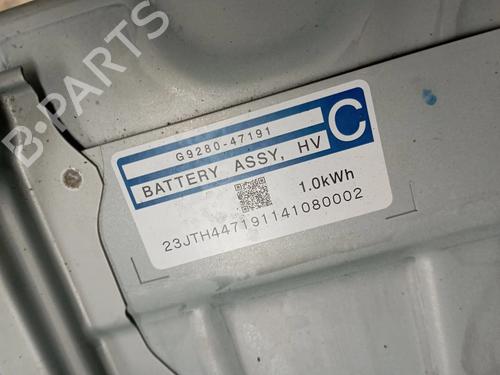 B-PARTS
G9280-47191
BATTERY ASSY, HV
C
1.0kWh
23JTH447191141080002